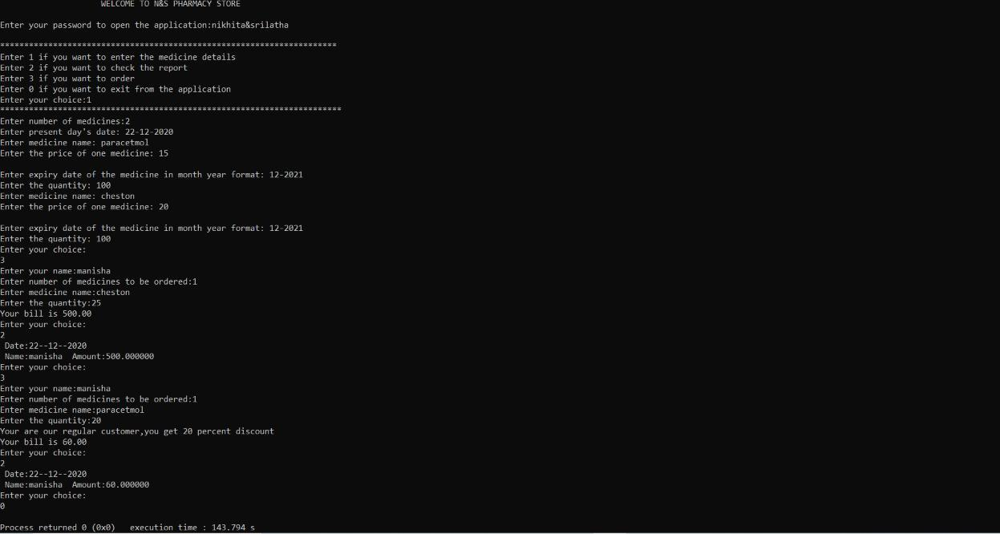 WELCOME TO N&S PHARMACY STORE
Enter your password to open the application:nikhita&srilatha
**********************************************************************
Enter 1 if you want to enter the medicine details
Enter 2 if you want to check the report
Enter 3 if you want to order
Enter 0 if you want to exit from the application
Enter your choice:1
***********************************************************************
Enter number of medicines:2
Enter present day's date: 22-12-2020
Enter medicine name: paracetmol
Enter the price of one medicine: 15
Enter expiry date of the medicine in month year format: 12-2021
Enter the quantity: 100
Enter medicine name: cheston
Enter the price of one medicine: 20
Enter expiry date of the medicine in month year format: 12-2021
Enter the quantity: 100
Enter your choice:
3
Enter your name:manisha
Enter number of medicines to be ordered:1
Enter medicine name:cheston
Enter the quantity:25
Your bill is 500.00
Enter your choice:
2
Date:22--12--2020
Name:manisha  Amount:500.000000
Enter your choice:
3
Enter your name:manisha
Enter number of medicines to be ordered:1
Enter medicine name:paracetmol
Enter the quantity:20
Your are our regular customer,you get 20 percent discount
Your bill is 60.00
Enter your choice:
2
Date:22--12--2020
Name:manisha  Amount:60.000000
Enter your choice:
0
Process returned 0 (0x0)   execution time : 143.794 s